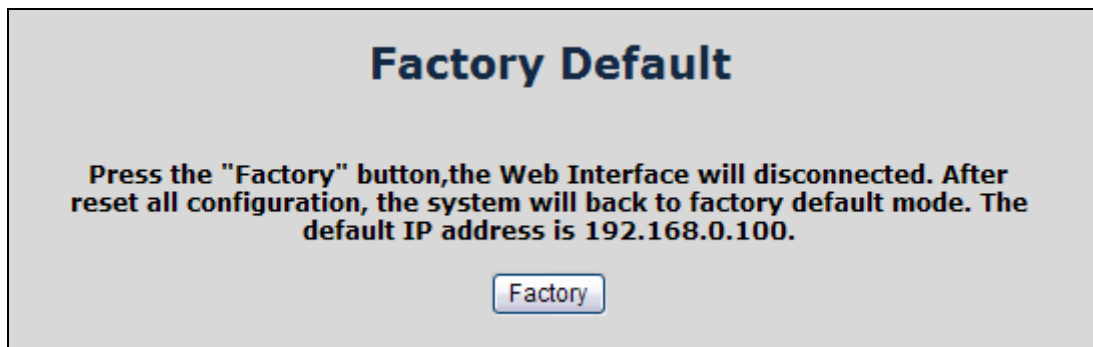 Factory Default
Press the "Factory" button,the Web Interface will disconnected. After
reset all configuration, the system will back to factory default mode. The
default IP address is 192.168.0.100.
Factory